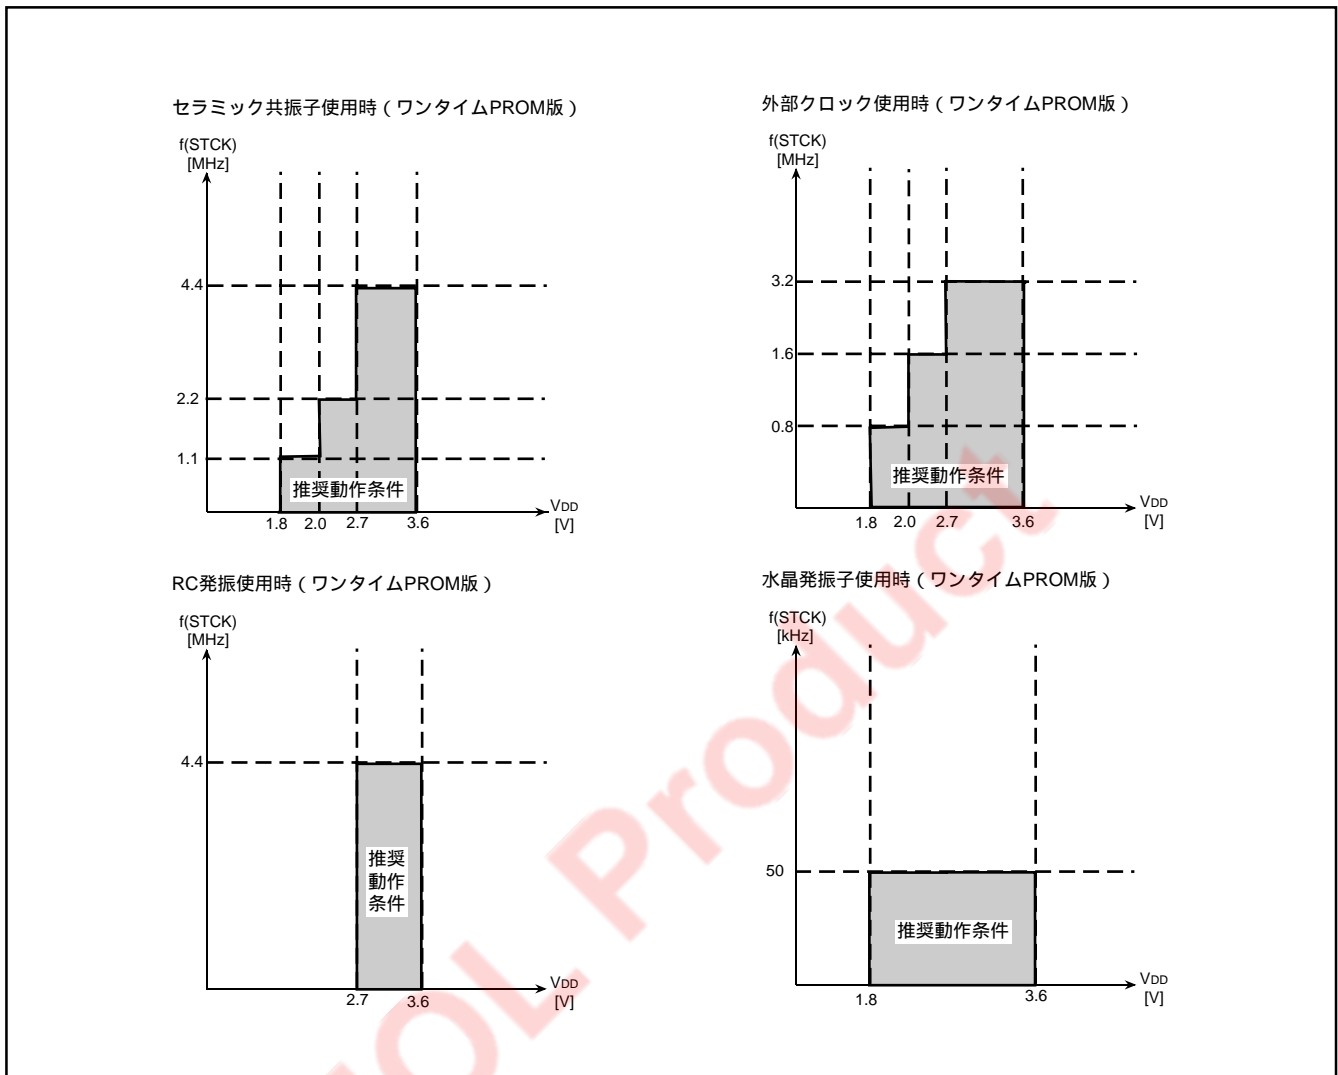 セラミック共振子使用時（ワンタイムPROM版）
f(STCK)
[MHz]
4.4
2.2
1.1
推奨動作条件
1.8
2.0
2.7
3.6
VDD
[V]
外部クロック使用時（ワンタイムPROM版）
f(STCK)
[MHz]
3.2
1.6
0.8
推奨動作条件
1.8
2.0
2.7
3.6
VDD
[V]
RC発振使用時（ワンタイムPROM版）
f(STCK)
[MHz]
4.4
推奨
動作
条件
2.7
3.6
VDD
[V]
水晶発振子使用時（ワンタイムPROM版）
f(STCK)
[kHz]
50
推奨動作条件
1.8
3.6
VDD
[V]
OL Product